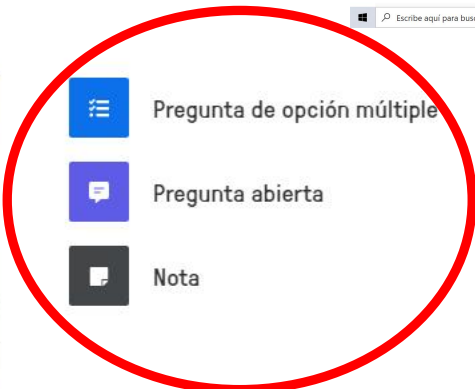 Escribe aquí para bus
Pregunta de opción múltiple
Pregunta abierta
Nota